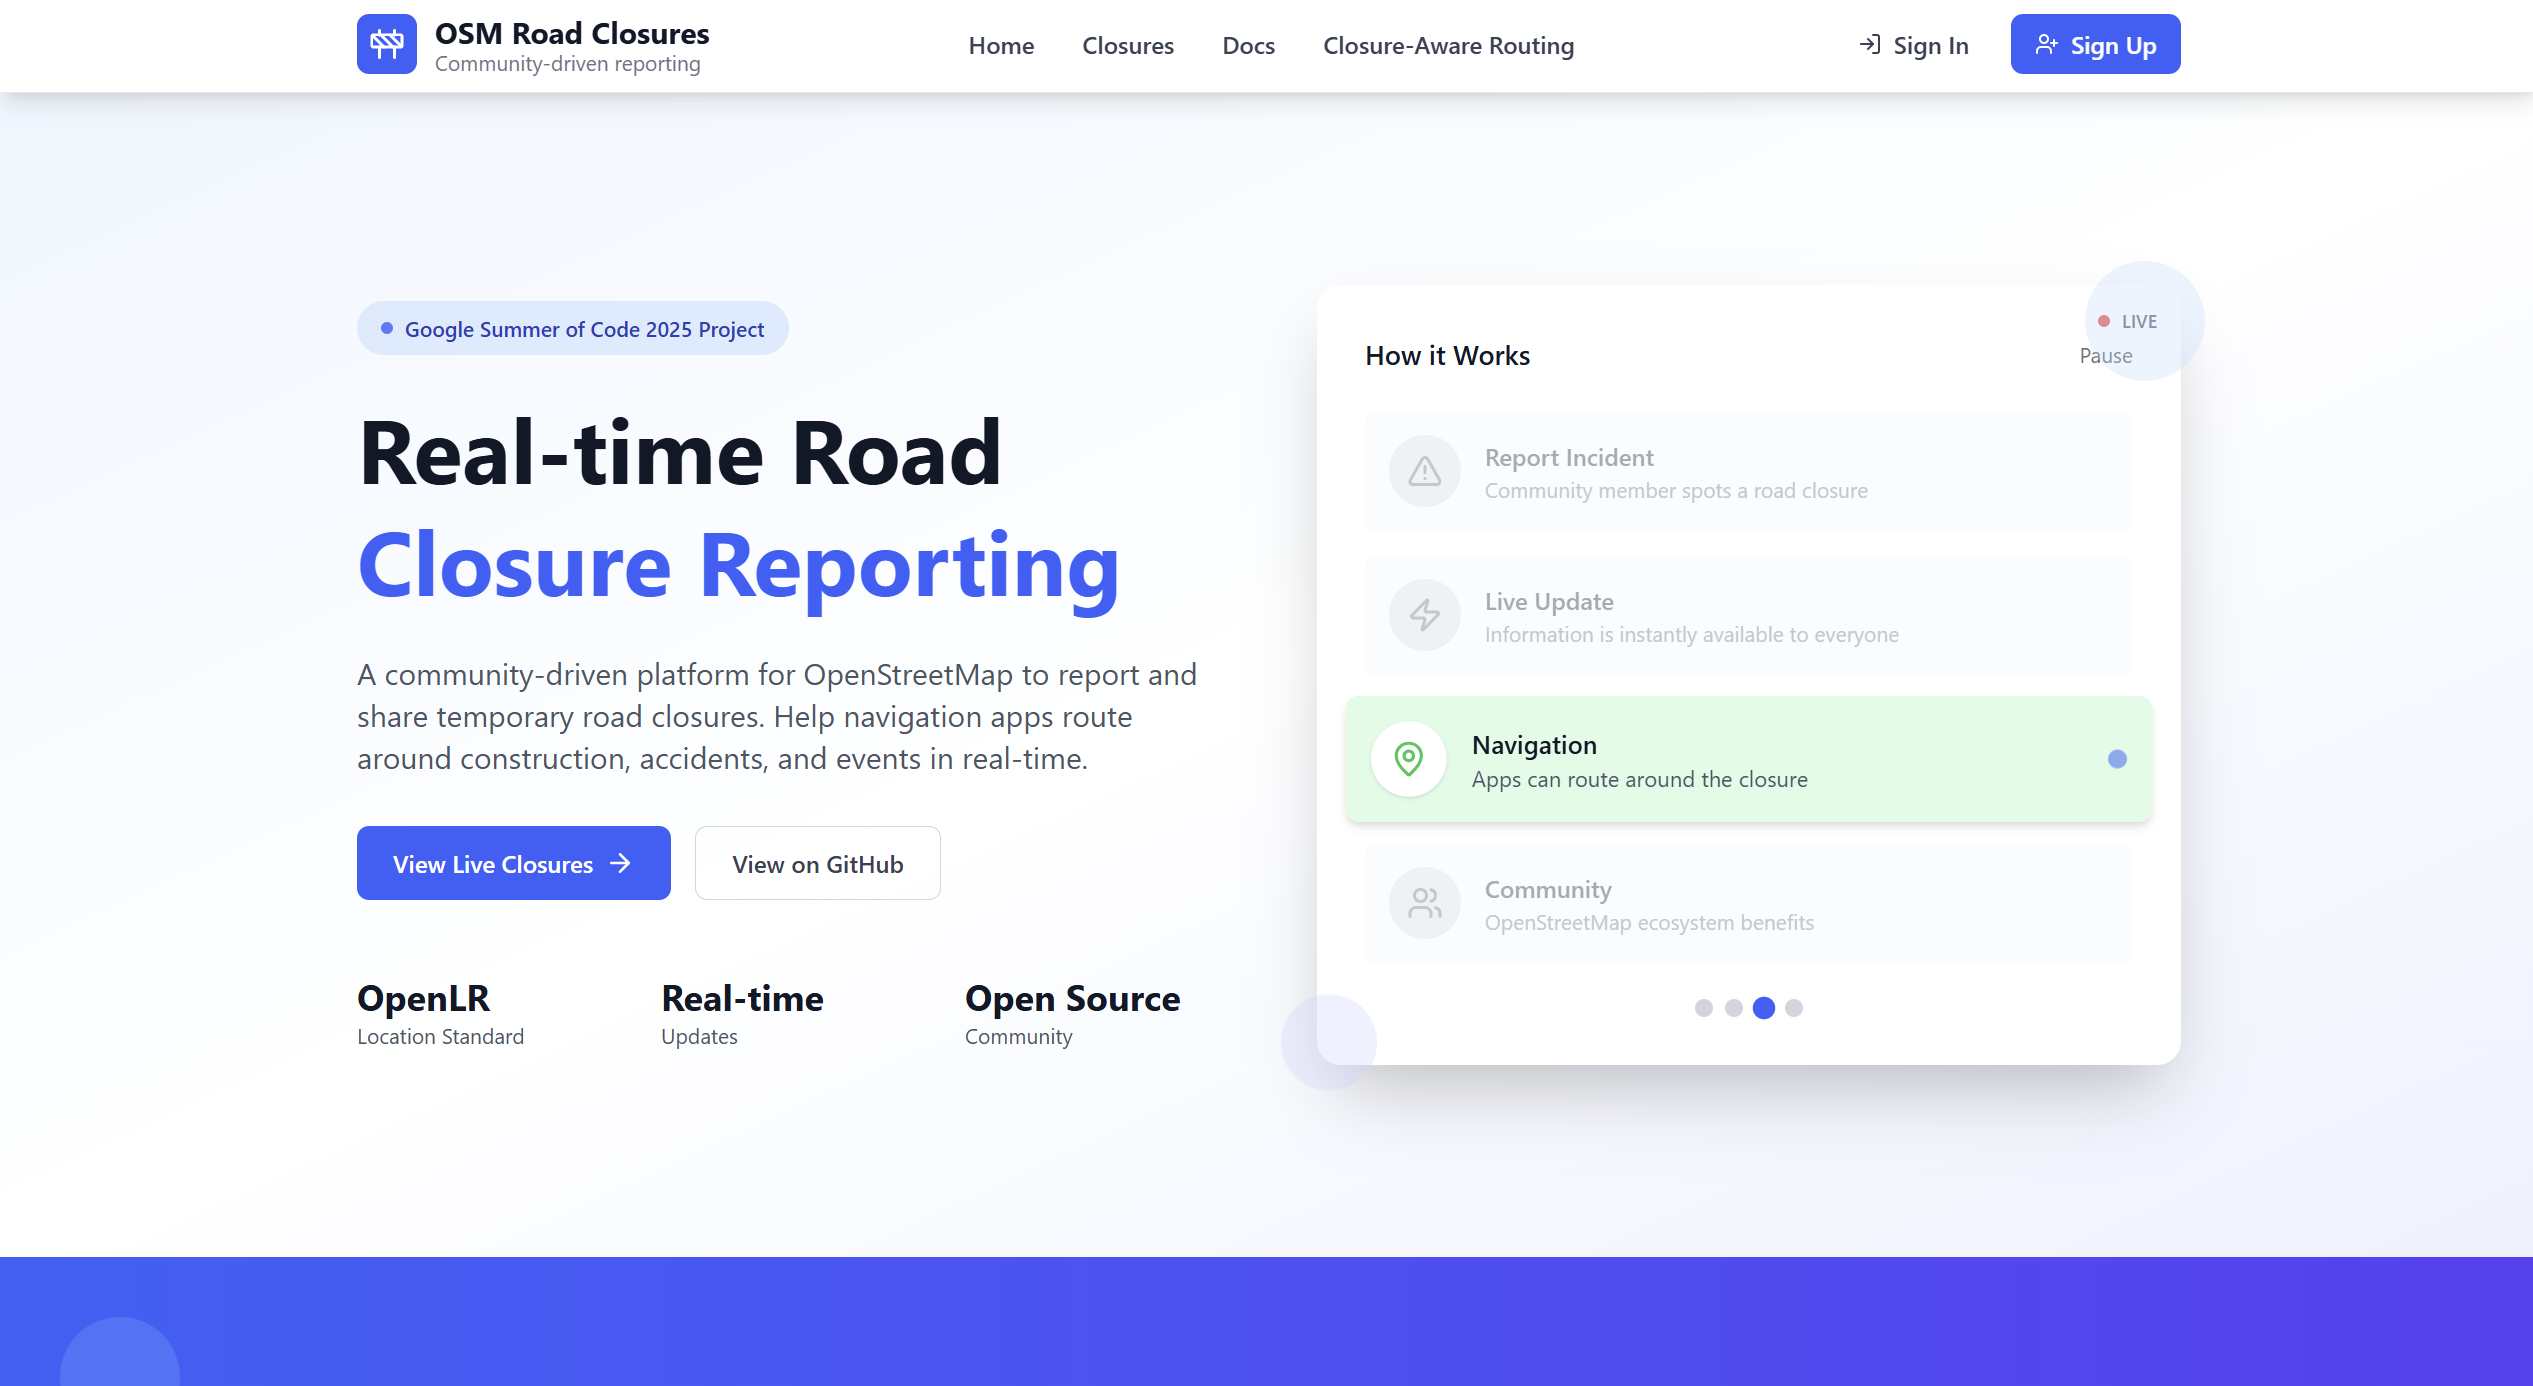 OSM Road Closures
Community-driven reporting
Home
Closures
Docs
Closure-Aware Routing
Sign In
Sign Up
Google Summer of Code 2025 Project
Real-time Road
Closure Reporting
A community-driven platform for OpenStreetMap to report and
share temporary road closures. Help navigation apps route
around construction, accidents, and events in real-time.
View Live Closures
View on GitHub
OpenLR
Location Standard
Real-time
Updates
Open Source
Community
LIVE
How it Works
Pause
Report Incident
Community member spots a road closure
Live Update
Information is instantly available to everyone
Navigation
Apps can route around the closure
Community
OpenStreetMap ecosystem benefits